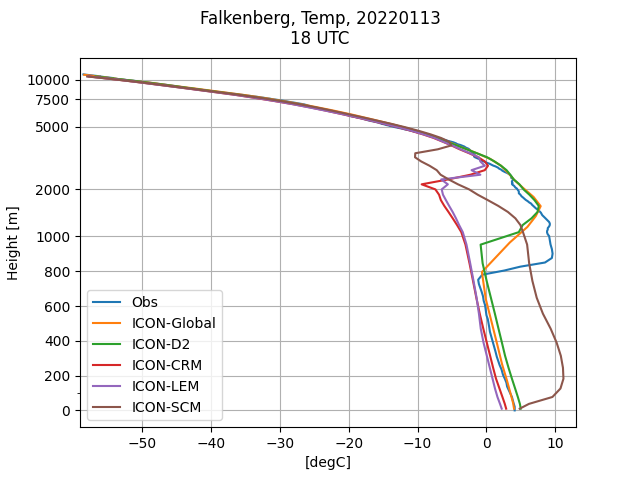 Falkenberg, Temp, 20220113
18 UTC
10000
7500
5000
2000
1000
800
600
400
200
0
Height [m]
Obs
ICON-Global
ICON-D2
ICON-CRM
ICON-LEM
ICON-SCM
−50 −40 −30 −20 −10 0 10
[degC]